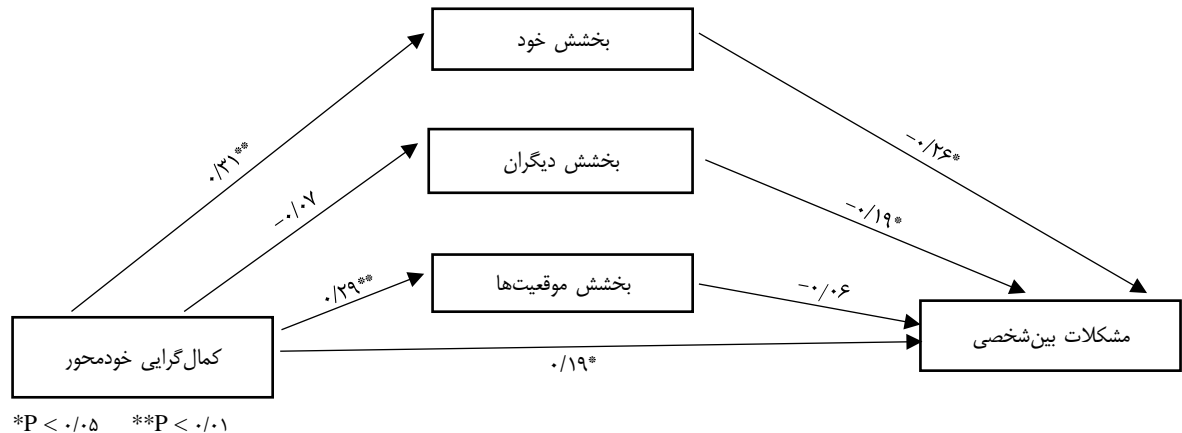 بخشش خود
۰/۳۱**
-۰/۲۶*
بخشش دیگران
-۰/۰۷
-۰/۱۹*
بخشش موقعیت‌ها
۰/۲۹**
-۰/۰۶
کمال‌گرایی خودمحور
مشکلات بین‌شخصی
۰/۱۹*
*P < ۰/۰۵ **P < ۰/۰۱